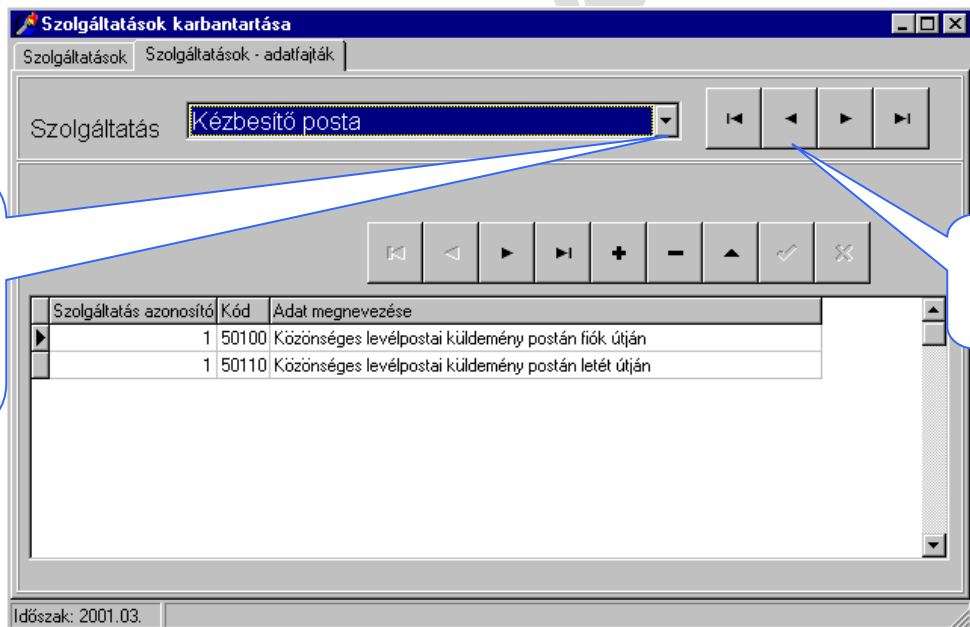 Szolgáltatások karbantartása
Szolgáltatások Szolgáltatások - adatfajták
Szolgáltatás Kézbesítő posta
Szolgáltatás azonosító Kód Adat megnevezése
1 50100 Közönséges levélpostai küldemény postán fiók útján
1 50110 Közönséges levélpostai küldemény postán letét útján
Időszak: 2001.03.